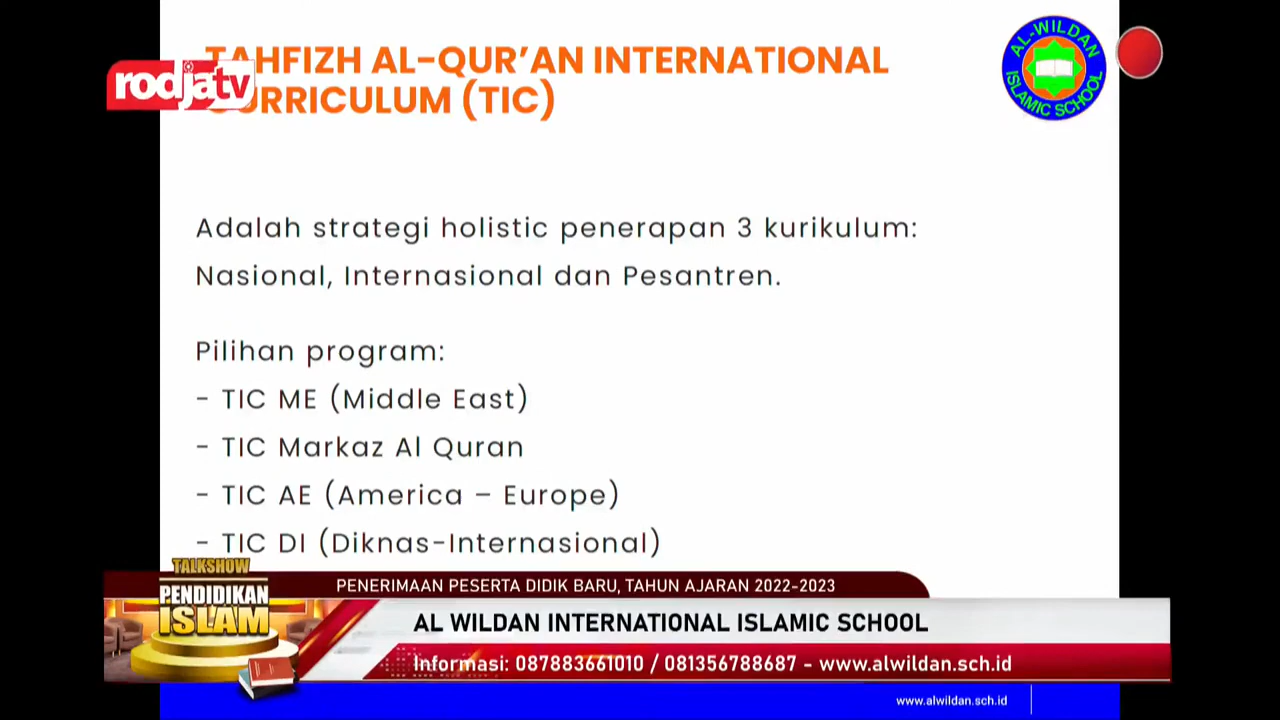 TAHFIZH AL-QUR'AN INTERNATIONAL
CURRICULUM (TIC)
rodjatv
AL-WILDAN
ISLAMIC SCHOOL
Adalah strategi holistic penerapan 3 kurikulum:
Nasional, Internasional dan Pesantren.
Pilihan program:
- TIC ME (Middle East)
- TIC Markaz Al Quran
- TIC AE (America – Europe)
- TIC DI (Diknas-Internasional)
TALKSHOW
PENDIDIKAN
ISLAM
PENERIMAAN PESERTA DIDIK BARU, TAHUN AJARAN 2022-2023
AL WILDAN INTERNATIONAL ISLAMIC SCHOOL
Informasi: 087883661010 / 081356788687 - www.alwildan.sch.id
www.alwildan.sch.id